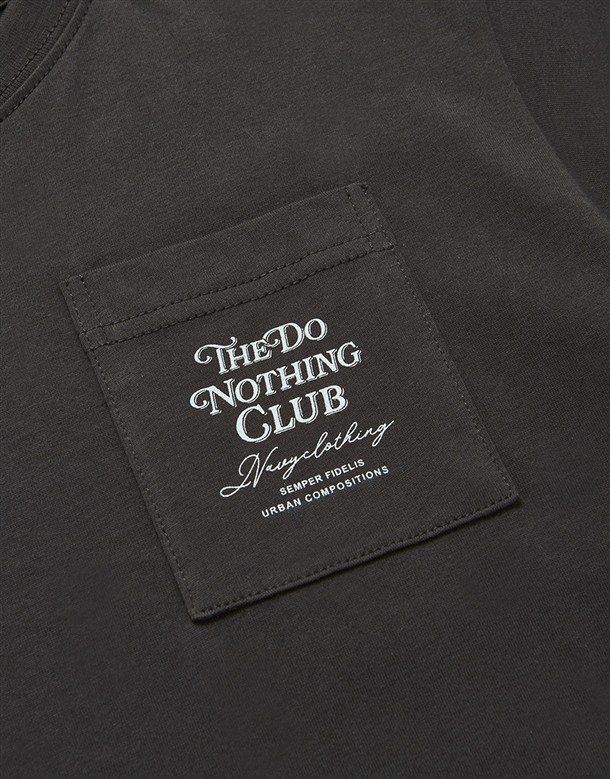 THE DO
NOTHING
CLUB
Navyclothing
SEMPER FIDELIS
URBAN COMPOSITIONS